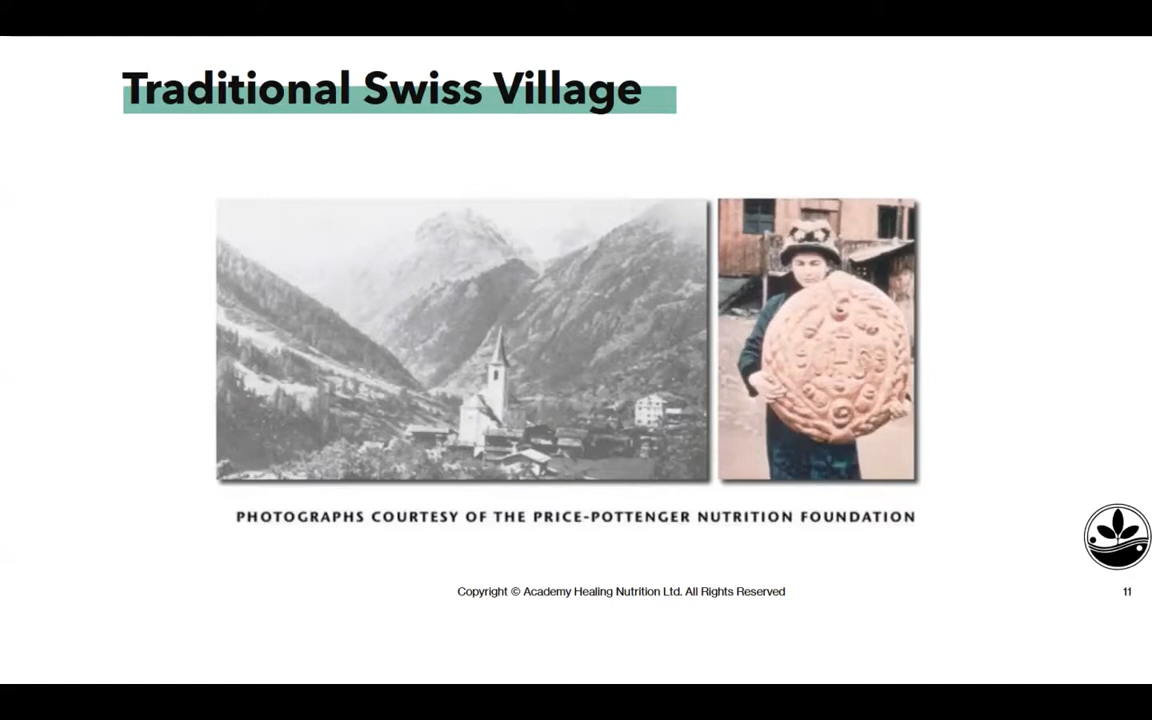 Traditional Swiss Village
IHS
PHOTOGRAPHS COURTESY OF THE PRICE-POTTENGER NUTRITION FOUNDATION
Copyright © Academy Healing Nutrition Ltd. All Rights Reserved
11